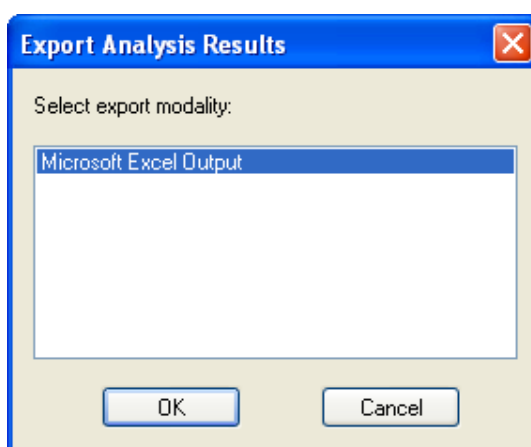 Export Analysis Results
Select export modality:
Microsoft Excel Output
OK Cancel